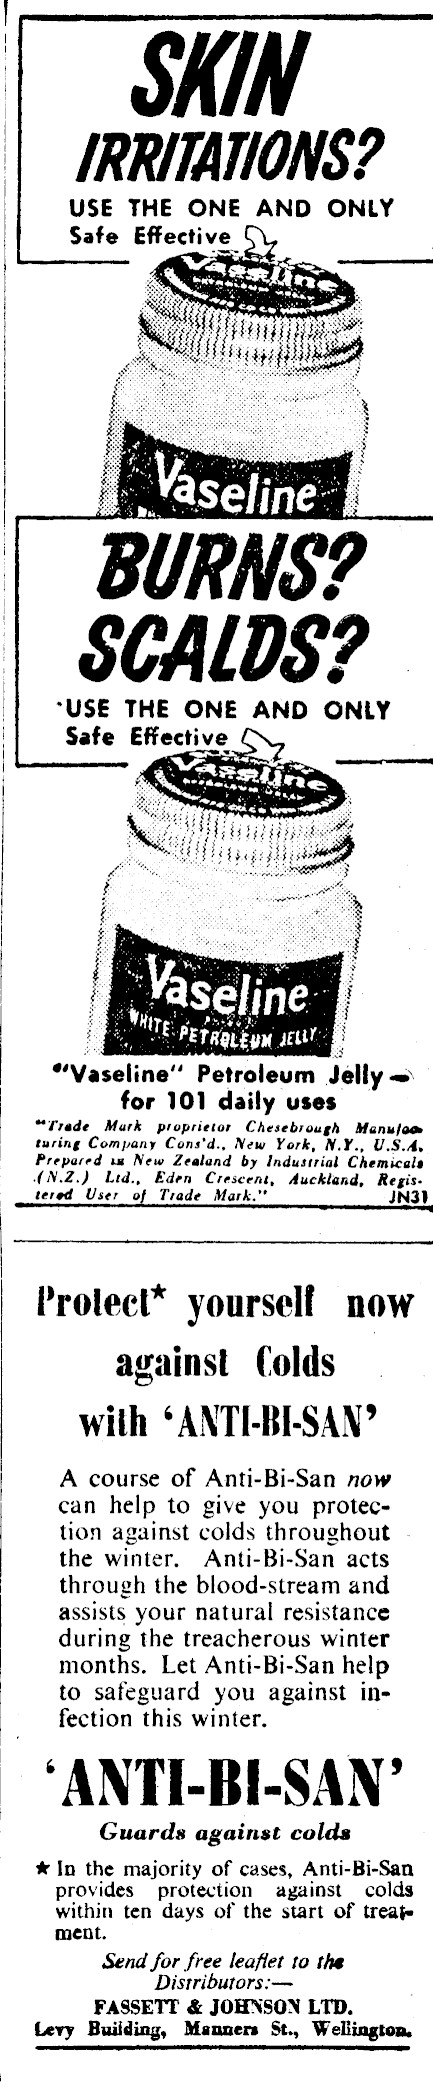 SKIN
IRRITATIONS?
USE THE ONE AND ONLY
Safe Effective
Vaseline
Vaseline
BURNS?
SCALDS?
USE THE ONE AND ONLY
Safe Effective
Vaseline
Vaseline
WHITE PETROLEUM JELLY
"Vaseline" Petroleum Jelly —
for 101 daily uses
"Trade Mark proprietor Chesebrough Manufac-
turing Company Cons'd., New York, N.Y., U.S.A.
Prepared in New Zealand by Industrial Chemicals
(N.Z.) Ltd., Eden Crescent, Auckland, Regis-
tered User of Trade Mark." JN31
Protect* yourself now
against Colds
with 'ANTI-BI-SAN'
A course of Anti-Bi-San now
can help to give you protec-
tion against colds throughout
the winter. Anti-Bi-San acts
through the blood-stream and
assists your natural resistance
during the treacherous winter
months. Let Anti-Bi-San help
to safeguard you against in-
fection this winter.
'ANTI-BI-SAN'
Guards against colds
★ In the majority of cases, Anti-Bi-San
provides protection against colds
within ten days of the start of treat-
ment.
Send for free leaflet to the
Distributors:—
FASSETT & JOHNSON LTD.
Levy Building, Manners St., Wellington.